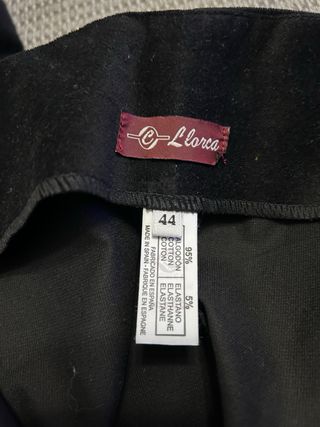 C Llorca
44
95% 5%
ALGODON ELASTANO
COTTON ELASTHANNE
COTON ELASTANE
FABRICADO EN ESPAÑA
MADE IN SPAIN - FABRIQUE EN ESPAGNE